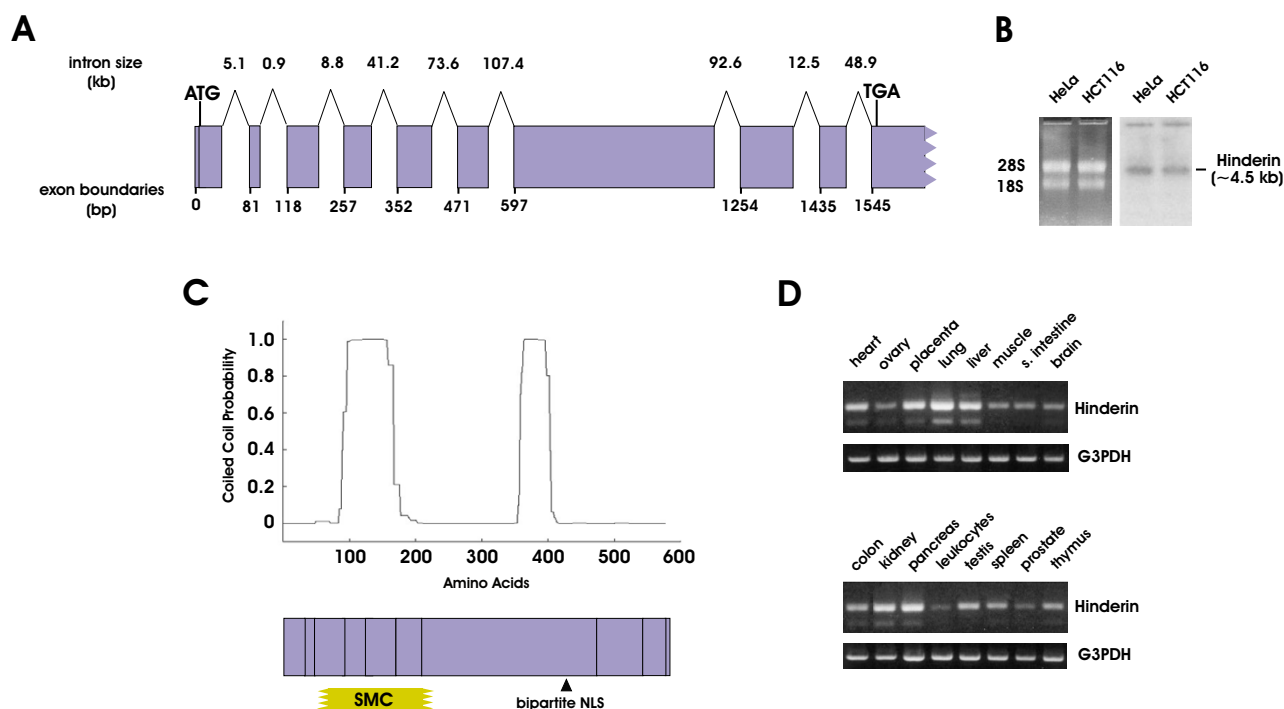 A
intron size
(kb)
5.1 0.9 8.8 41.2 73.6 107.4 92.6 12.5 48.9
ATG
TGA
exon boundaries
(bp)
0 81 118 257 352 471 597 1254 1435 1545
B
HeLa HCT116 HeLa HCT116
28S
18S
Hinderin
(~4.5 kb)
C
Coiled Coil Probability
1.0
0.8
0.6
0.4
0.2
0
100 200 300 400 500 600
Amino Acids
SMC
bipartite NLS
D
heart ovary placenta lung liver muscle s. intestine brain
Hinderin
G3PDH
colon kidney pancreas leukocytes testis spleen prostate thymus
Hinderin
G3PDH